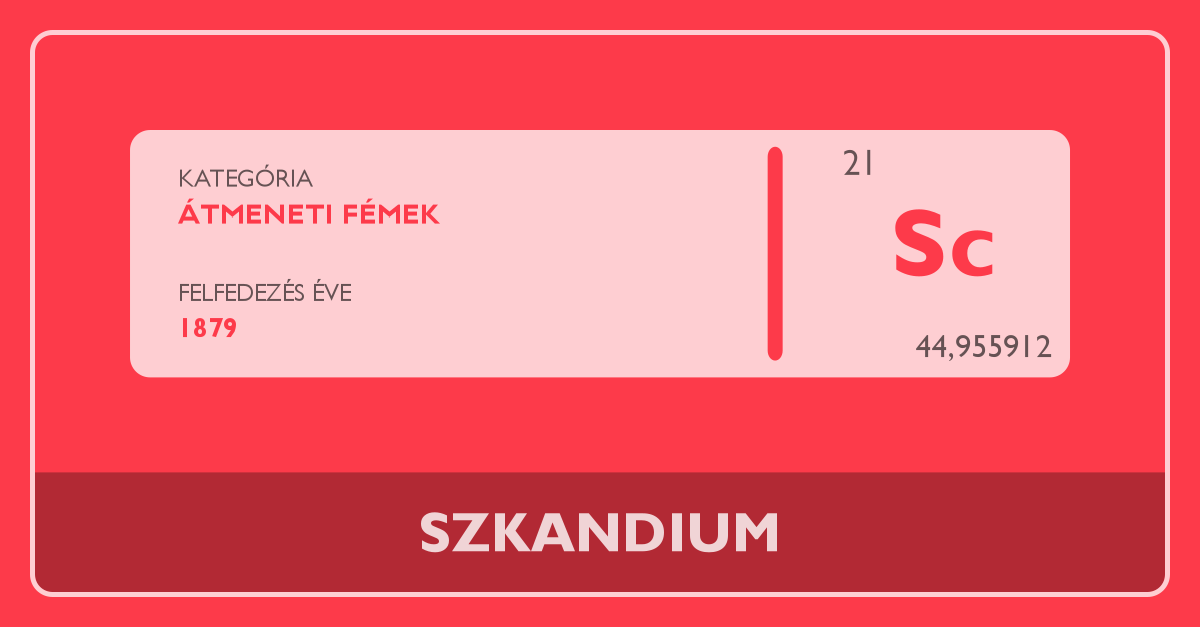 KATEGÓRIA
ÁTMENETI FÉMEK
FELFEDEZÉS ÉVE
1879
21
Sc
44,955912
SZKANDIUM